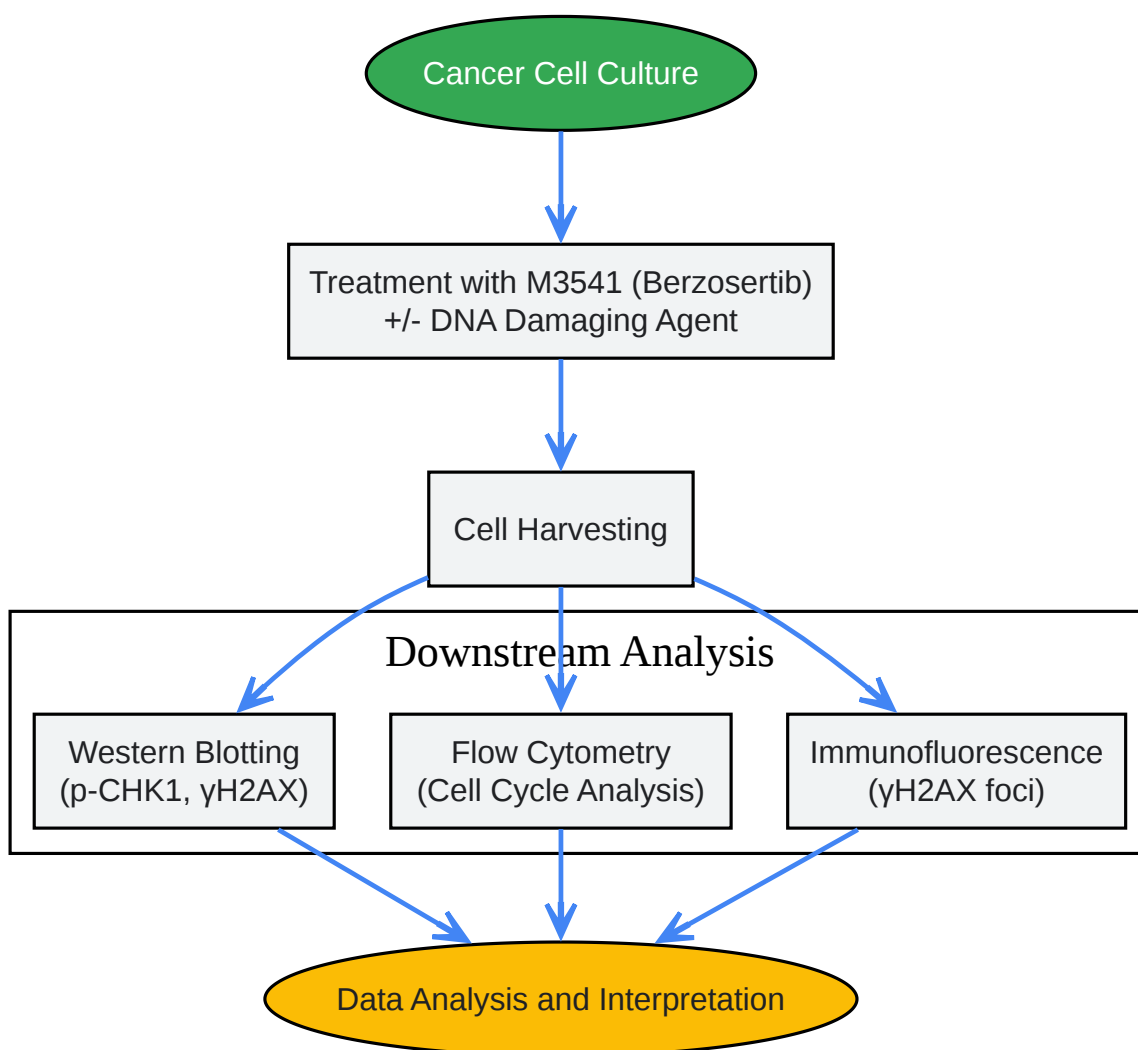 Cancer Cell Culture
Treatment with M3541 (Berzosertib)
+/- DNA Damaging Agent
Cell Harvesting
Downstream Analysis
Western Blotting
(p-CHK1, γH2AX)
Flow Cytometry
(Cell Cycle Analysis)
Immunofluorescence
(γH2AX foci)
Data Analysis and Interpretation